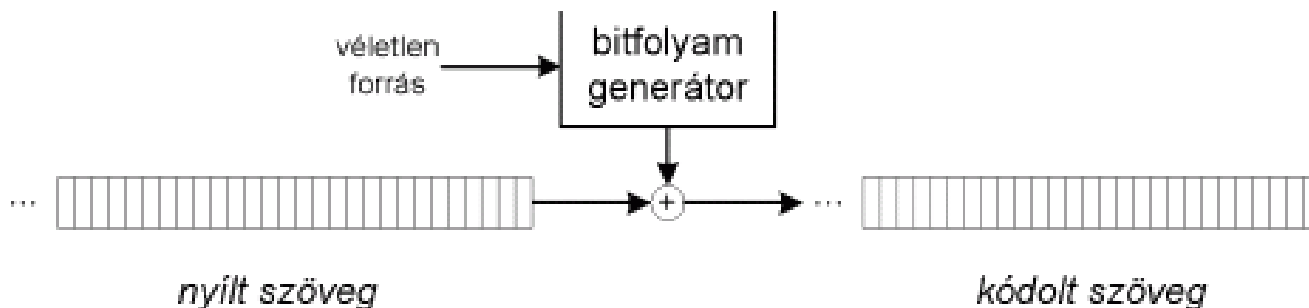 véletlen
forrás
bitfolyam
generátor
... + ...
nyílt szöveg
kódolt szöveg